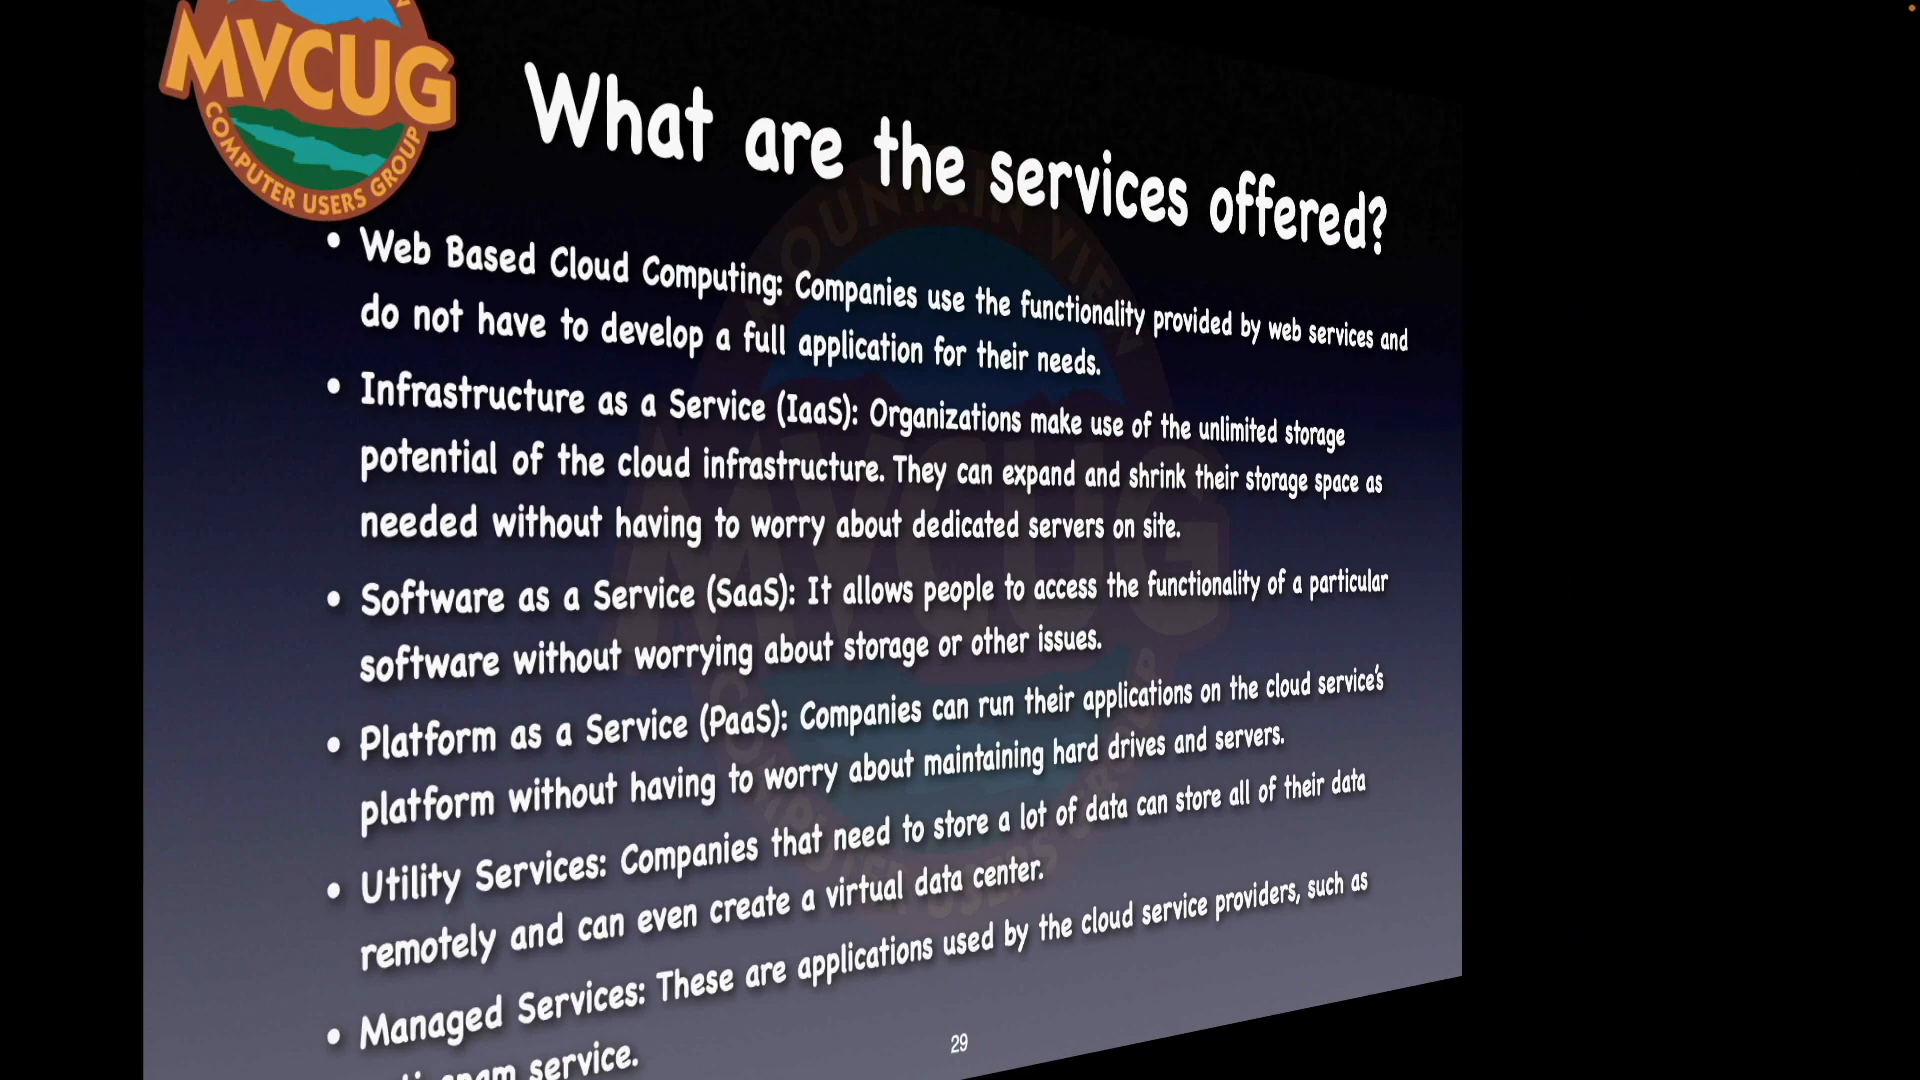 MVCUG
COMPUTER USERS GROUP
What are the services offered?
• Web Based Cloud Computing: Companies use the functionality provided by web services and
do not have to develop a full application for their needs.
• Infrastructure as a Service (IaaS): Organizations make use of the unlimited storage
potential of the cloud infrastructure. They can expand and shrink their storage space as
needed without having to worry about dedicated servers on site.
• Software as a Service (SaaS): It allows people to access the functionality of a particular
software without worrying about storage or other issues.
• Platform as a Service (PaaS): Companies can run their applications on the cloud service's
platform without having to worry about maintaining hard drives and servers.
• Utility Services: Companies that need to store a lot of data can store all of their data
remotely and can even create a virtual data center.
• Managed Services: These are applications used by the cloud service providers, such as
service.
29
MOUNTAIN VIEW
MVCUG
COMPUTER USERS GROUP